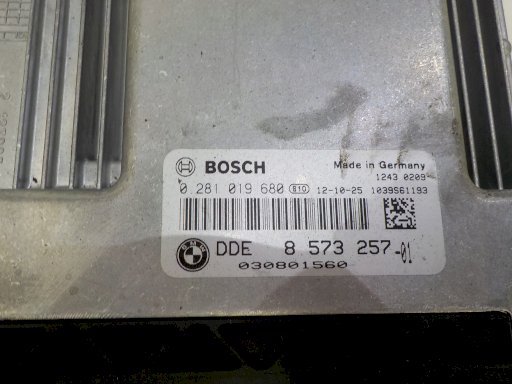 BOSCH
Made in Germany
1243 0209
0 281 019 680 B10 12-10-25 1039S61193
BMW
DDE 8 573 257-01
030801560